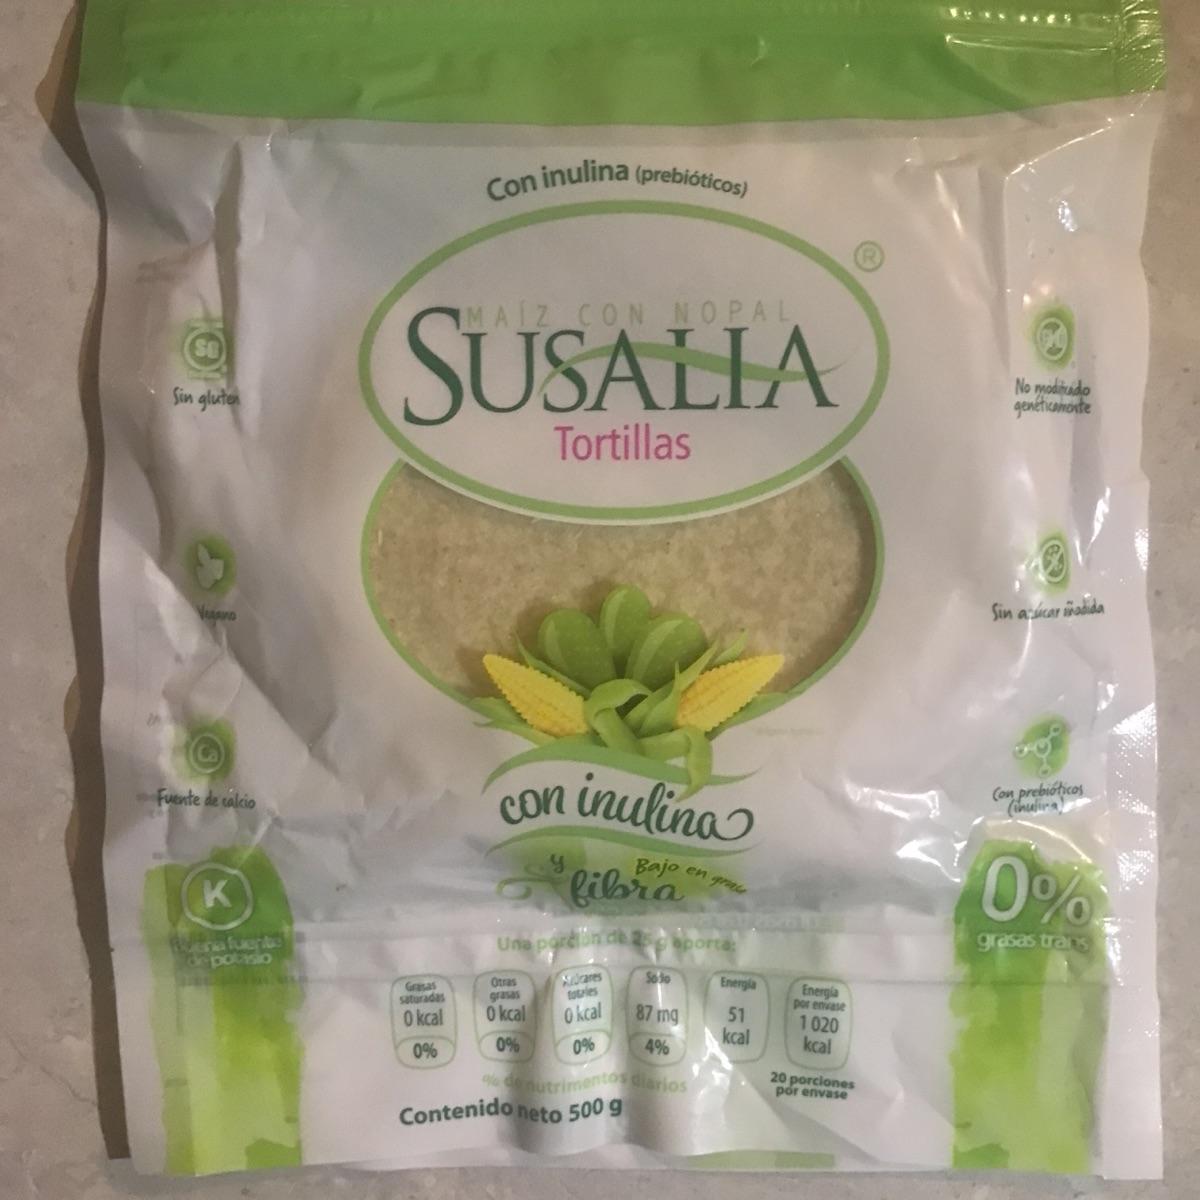 Con inulina (prebióticos)
®
MAÍZ CON NOPAL
SUSALIA
Tortillas
SG
Sin gluten
No modificado
genéticamente
Vegano
Sin azúcar añadida
Ca
Fuente de calcio
Con prebióticos
(inulina)
con inulina
y
fibra
Bajo en
K
Buena fuente
de potasio
0%
grasas trans
Una porción de 25 g aporta:
Grasas
saturadas
0 kcal
0%
Otras
grasas
0 kcal
0%
Azúcares
totales
0 kcal
0%
Sodio
87 mg
4%
Energía
51
kcal
Energía
por envase
1 020
kcal
% de nutrimentos diarios
20 porciones
por envase
Contenido neto 500 g